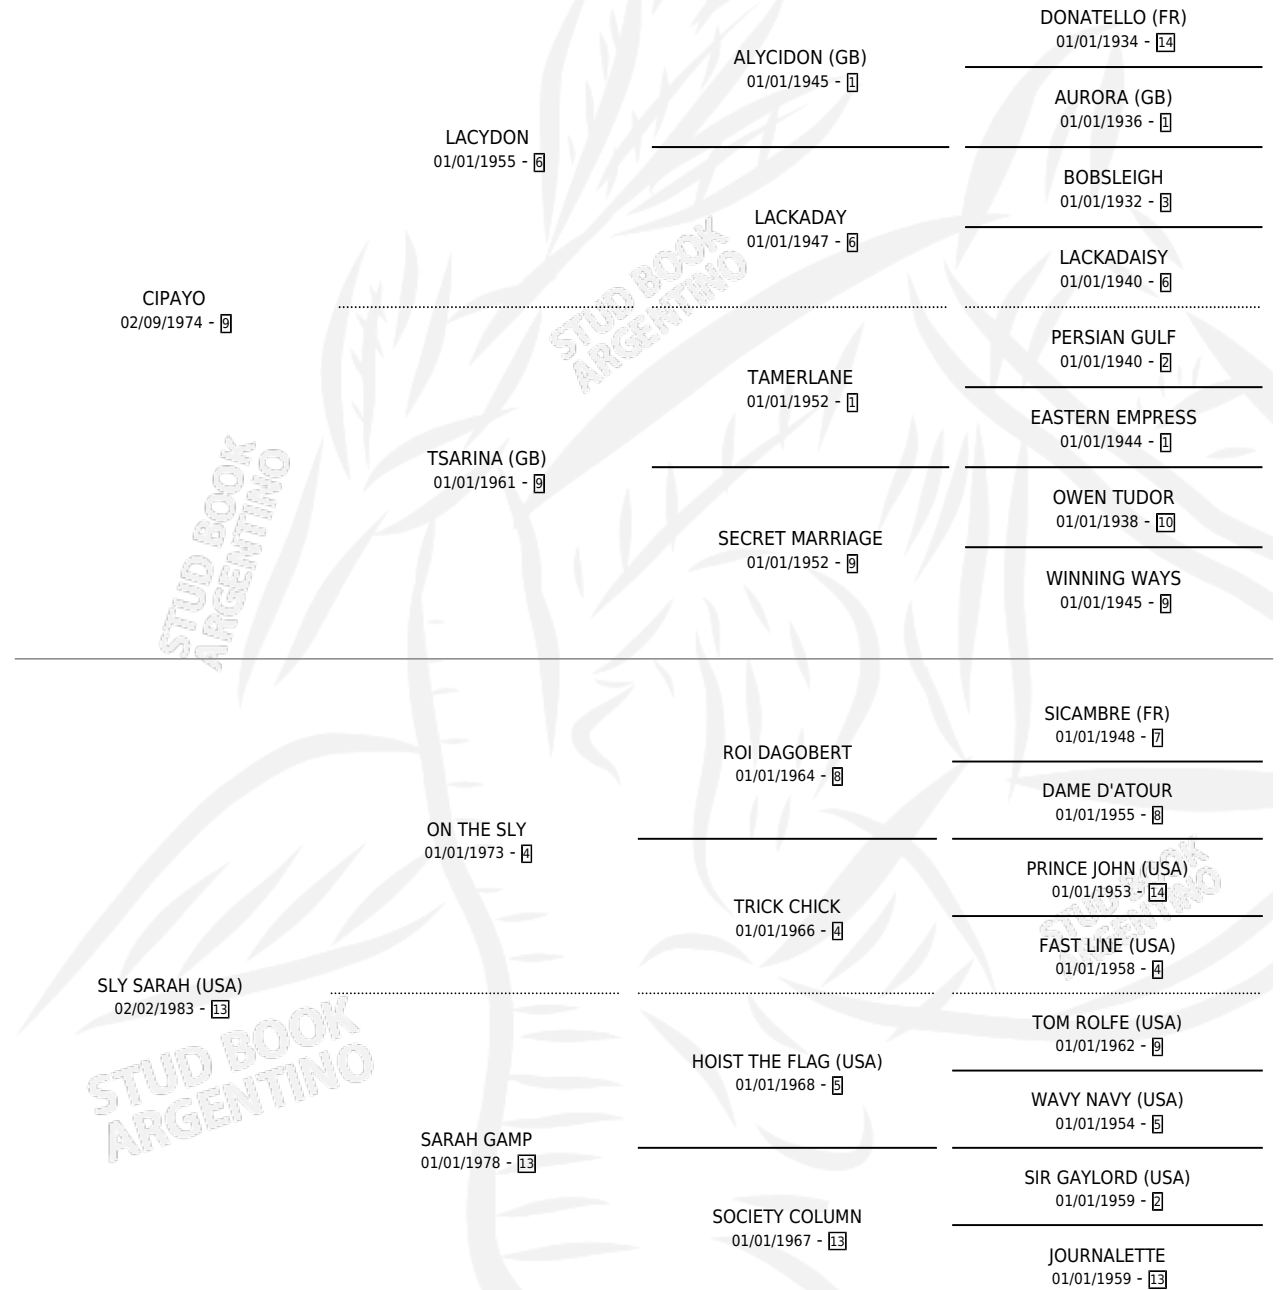 DONATELLO (FR)
01/01/1934 - 14
ALYCIDON (GB)
01/01/1945 - 1
AURORA (GB)
01/01/1936 - 1
LACYDON
01/01/1955 - 6
BOBSLEIGH
01/01/1932 - 3
LACKADAY
01/01/1947 - 6
LACKADAISY
01/01/1940 - 6
CIPAYO
02/09/1974 - 9
PERSIAN GULF
01/01/1940 - 2
TAMERLANE
01/01/1952 - 1
EASTERN EMPRESS
01/01/1944 - 1
TSARINA (GB)
01/01/1961 - 9
OWEN TUDOR
01/01/1938 - 10
SECRET MARRIAGE
01/01/1952 - 9
WINNING WAYS
01/01/1945 - 9
SICAMBRE (FR)
01/01/1948 - 7
ROI DAGOBERT
01/01/1964 - 8
DAME D'ATOUR
01/01/1955 - 8
ON THE SLY
01/01/1973 - 4
PRINCE JOHN (USA)
01/01/1953 - 14
TRICK CHICK
01/01/1966 - 4
FAST LINE (USA)
01/01/1958 - 4
SLY SARAH (USA)
02/02/1983 - 13
TOM ROLFE (USA)
01/01/1962 - 9
HOIST THE FLAG (USA)
01/01/1968 - 5
WAVY NAVY (USA)
01/01/1954 - 5
SARAH GAMP
01/01/1978 - 13
SIR GAYLORD (USA)
01/01/1959 - 2
SOCIETY COLUMN
01/01/1967 - 13
JOURNALETTE
01/01/1959 - 13
STUD BOOK
ARGENTINO
STUD BOOK
ARGENTINO
STUD BOOK
ARGENTINO
STUD BOOK
ARGENTINO